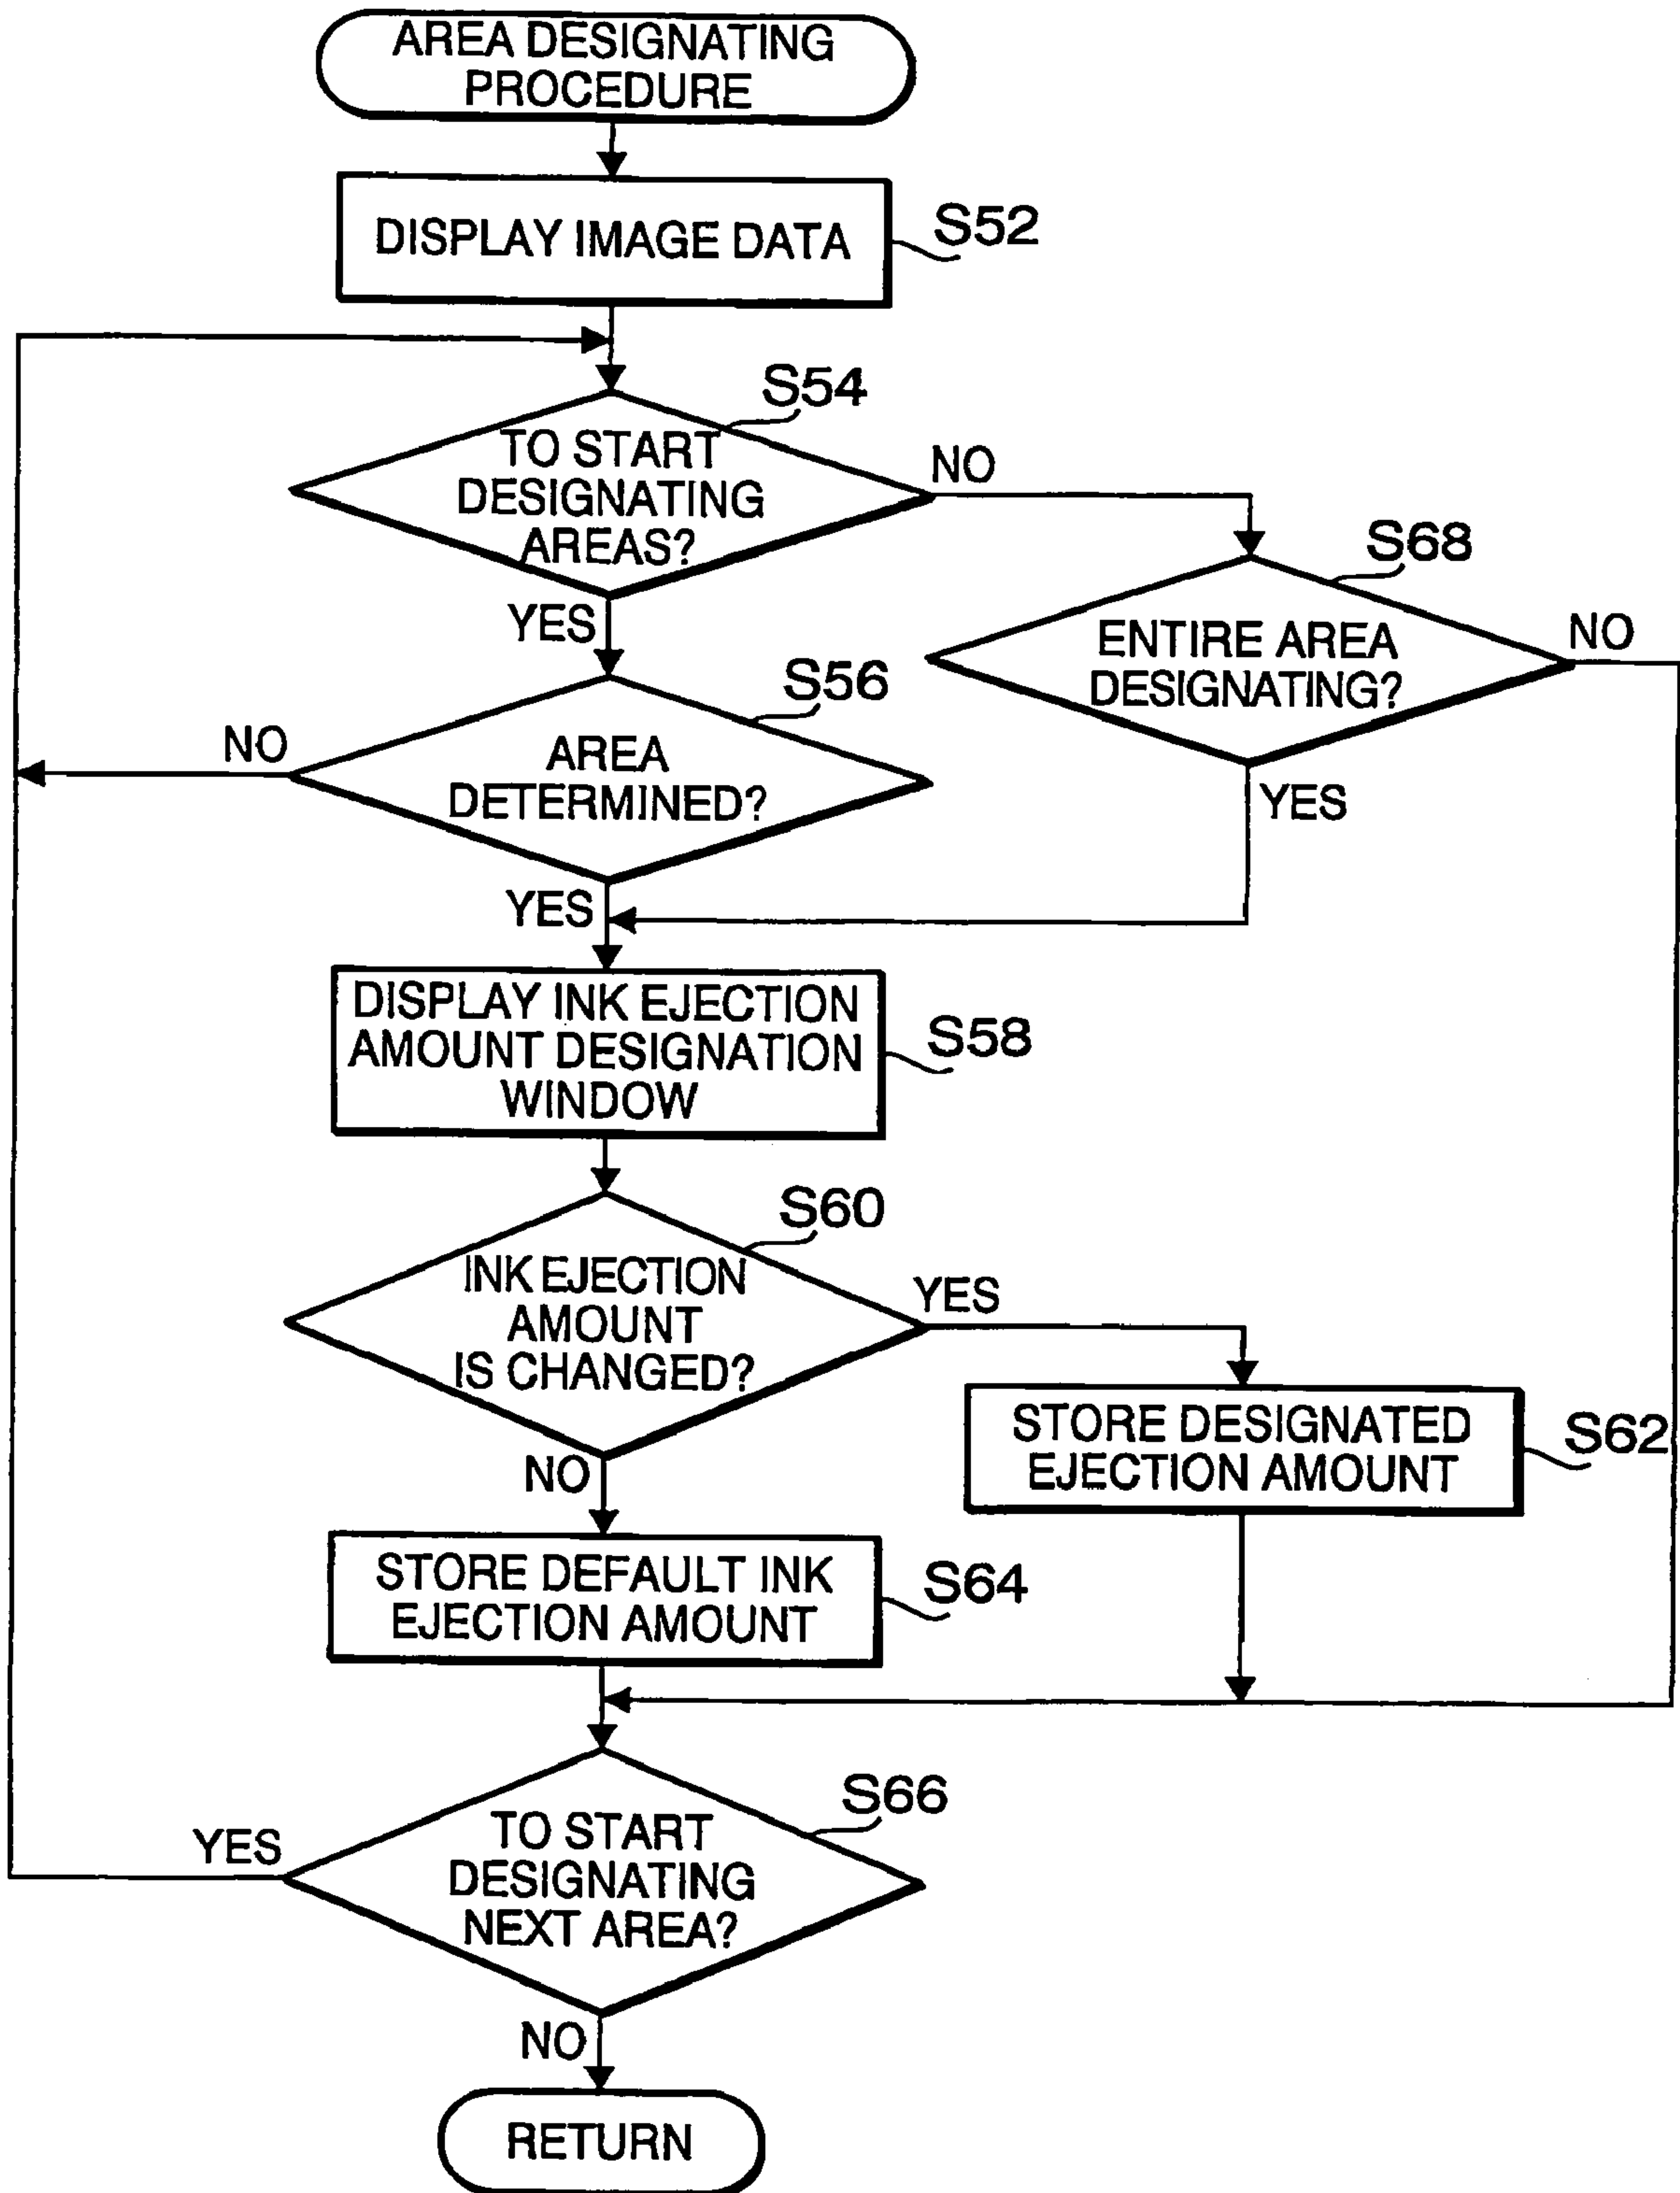 AREA DESIGNATING
PROCEDURE
DISPLAY IMAGE DATA
S52
S54
TO START
DESIGNATING
AREAS?
NO
YES
S68
ENTIRE AREA
DESIGNATING?
NO
YES
S56
AREA
DETERMINED?
NO
YES
DISPLAY INK EJECTION
AMOUNT DESIGNATION
WINDOW
S58
S60
INK EJECTION
AMOUNT
IS CHANGED?
YES
NO
STORE DESIGNATED
EJECTION AMOUNT
S62
STORE DEFAULT INK
EJECTION AMOUNT
S64
S66
TO START
DESIGNATING
NEXT AREA?
YES
NO
RETURN